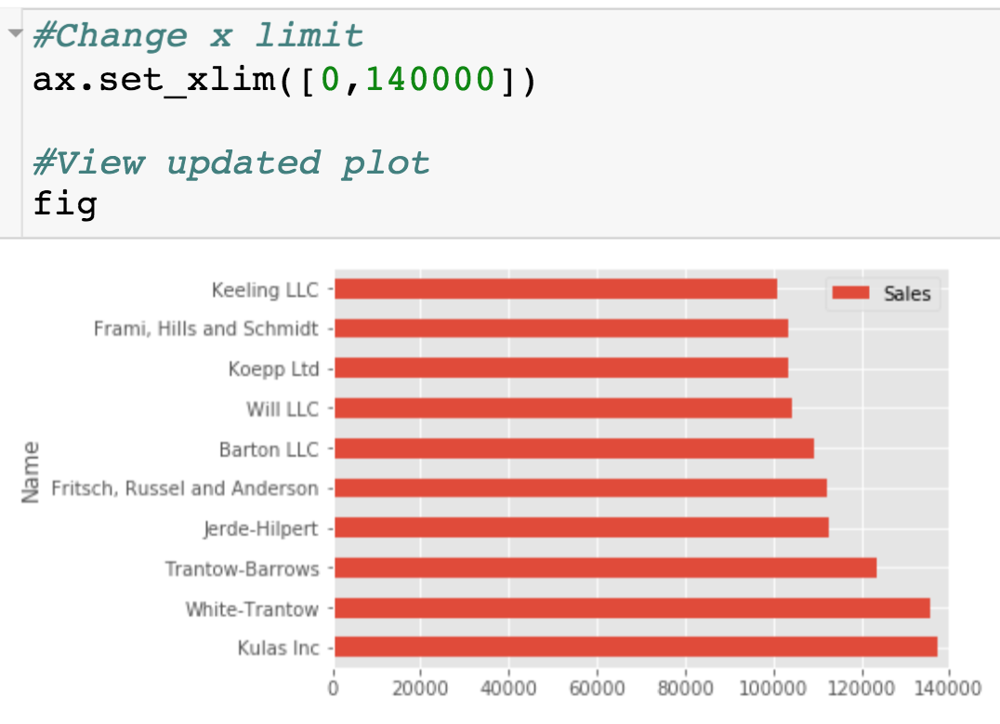 #Change x limit
ax.set_xlim([0,140000])
#View updated plot
fig
Keeling LLC
Sales
Frami, Hills and Schmidt
Koepp Ltd
Will LLC
Barton LLC
Name
Fritsch, Russel and Anderson
Jerde-Hilpert
Trantow-Barrows
White-Trantow
Kulas Inc
0 20000 40000 60000 80000 100000 120000 140000